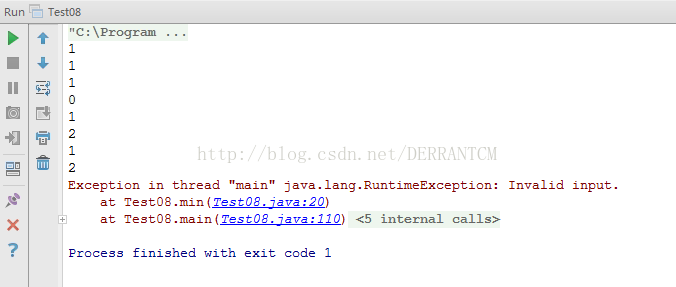 Run Test08
"C:\Program ...
1
1
1
0
1
2
1
2
http://blog.csdn.net/DERRANTCM
Exception in thread "main" java.lang.RuntimeException: Invalid input.
at Test08.min(Test08.java:20)
at Test08.main(Test08.java:110) <5 internal calls>
Process finished with exit code 1